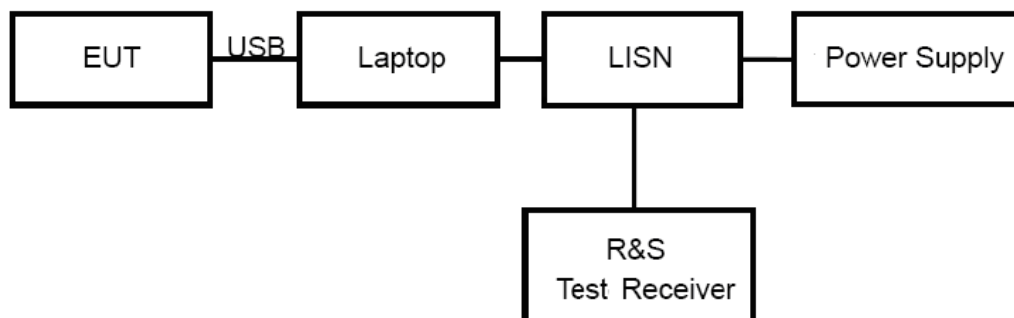 EUT
USB
Laptop
LISN
Power Supply
R&S
Test Receiver